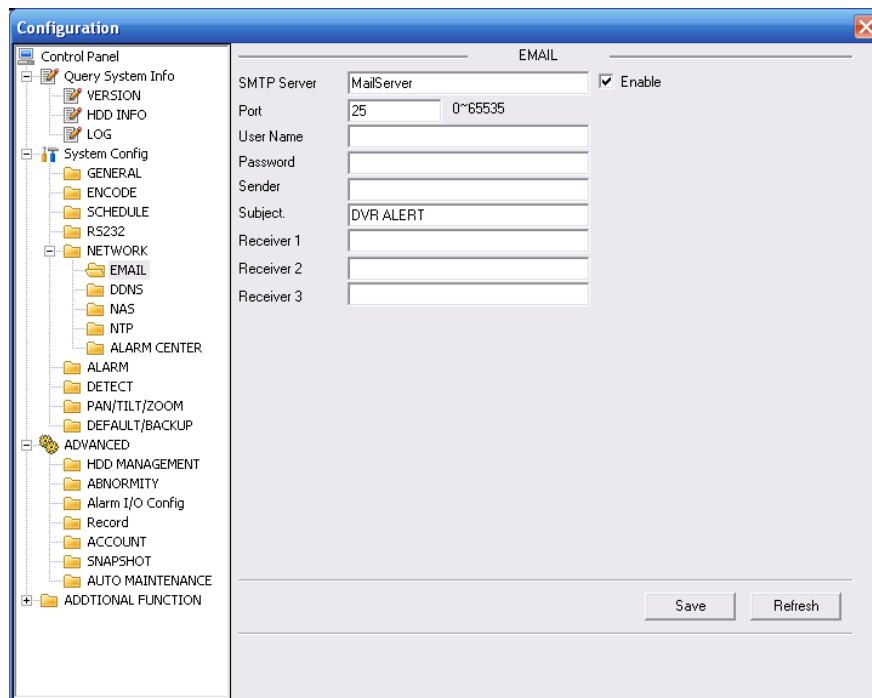 Configuration
Control Panel
Query System Info
VERSION
HDD INFO
LOG
System Config
GENERAL
ENCODE
SCHEDULE
RS232
NETWORK
EMAIL
DDNS
NAS
NTP
ALARM CENTER
ALARM
DETECT
PAN/TILT/ZOOM
DEFAULT/BACKUP
ADVANCED
HDD MANAGEMENT
ABNORMITY
Alarm I/O Config
Record
ACCOUNT
SNAPSHOT
AUTO MAINTENANCE
ADDTIONAL FUNCTION
EMAIL
SMTP Server MailServer Enable
Port 25 0~65535
User Name
Password
Sender
Subject. DVR ALERT
Receiver 1
Receiver 2
Receiver 3
Save Refresh